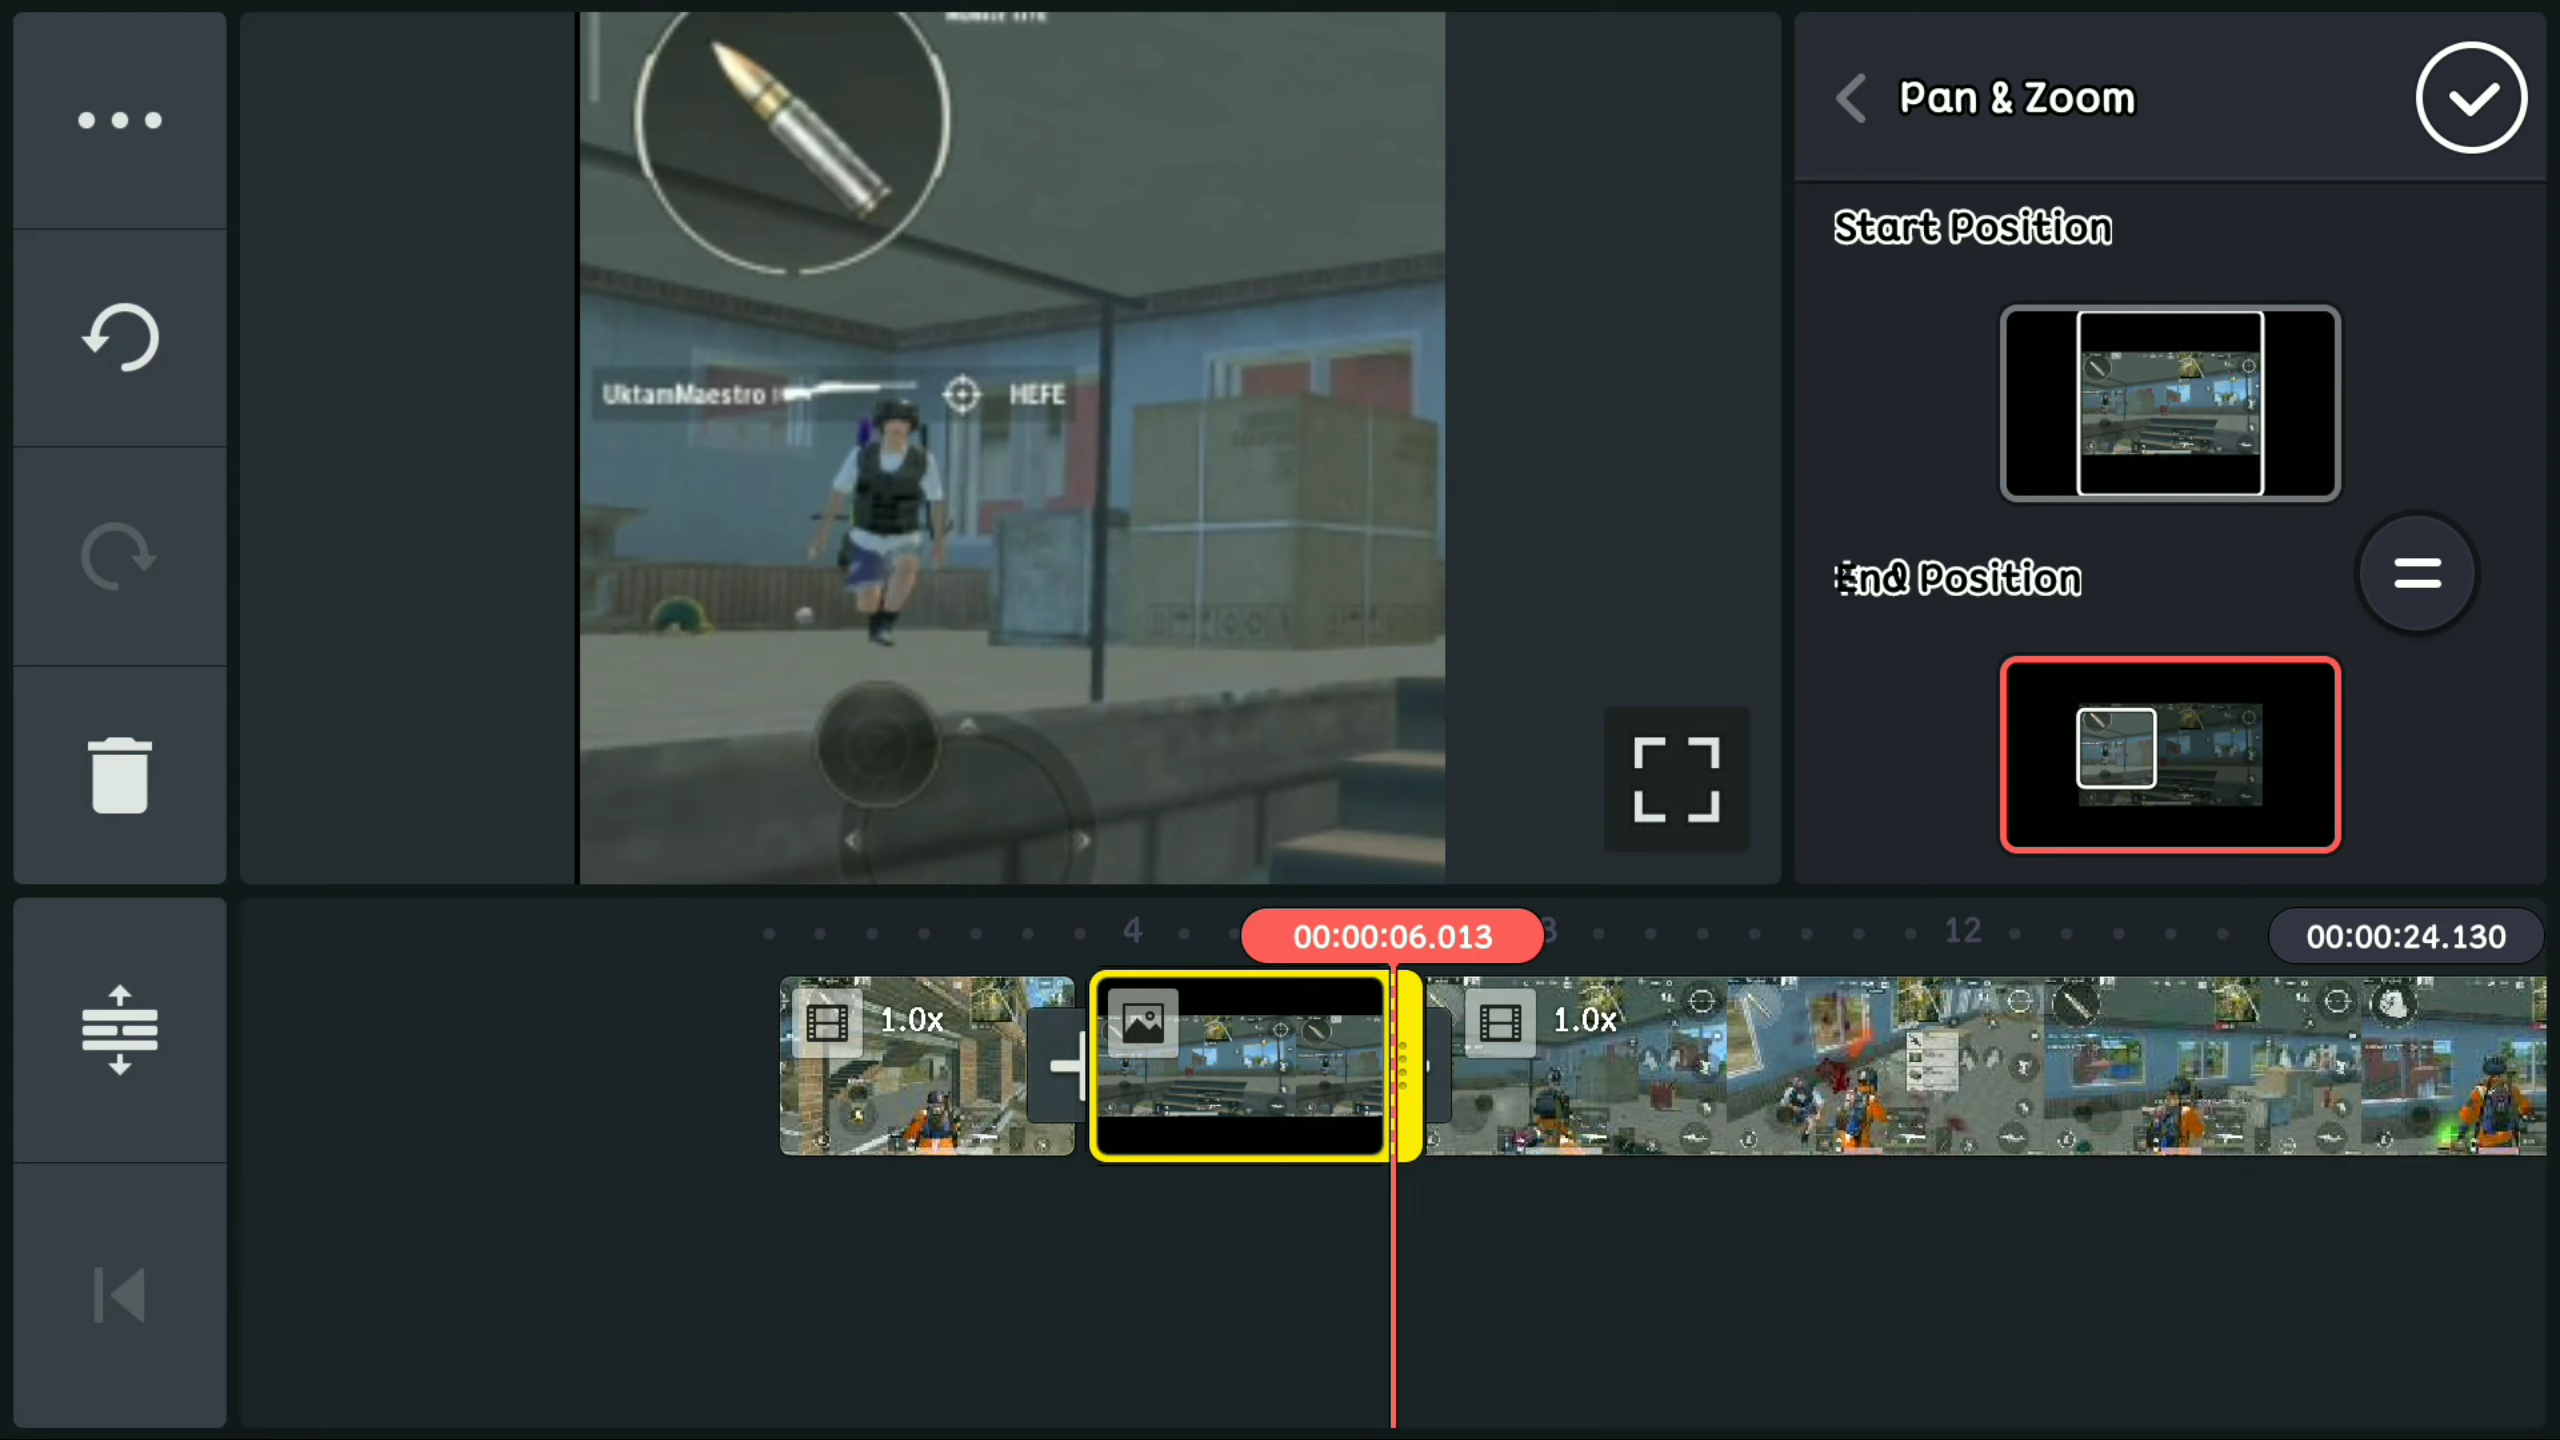 Pan & Zoom
Start Position
End Position
UktamMaestro
HEFE
4
00:00:06.013
12
00:00:24.130
1.0x
1.0x